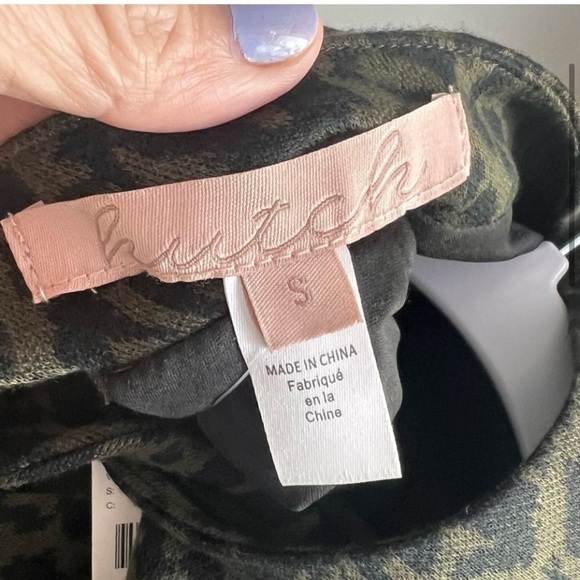 hutch
S
MADE IN CHINA
Fabriqué
en la
Chine
S:
C: